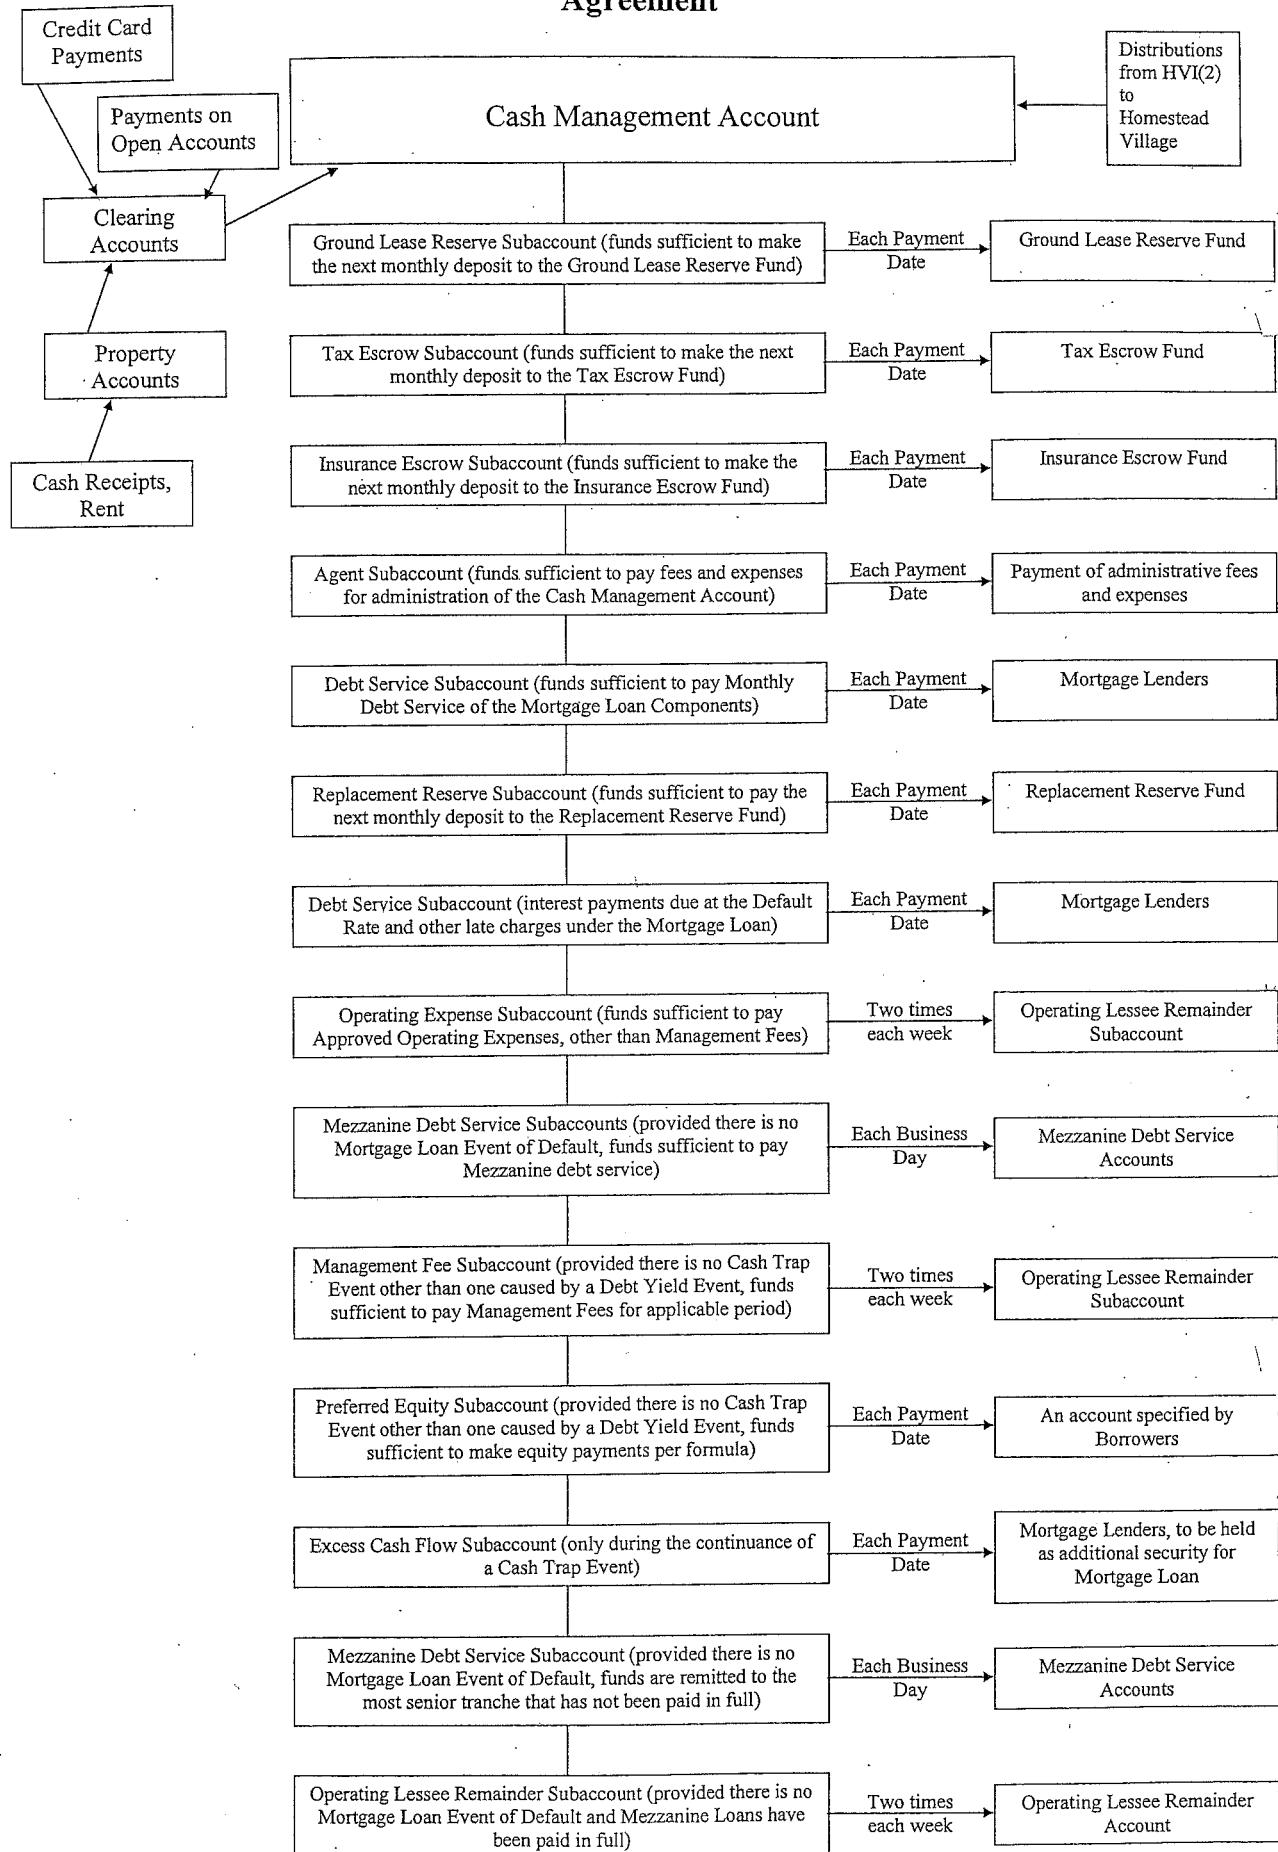 Agreement
Credit Card
Payments
Payments on
Open Accounts
Cash Management Account
Distributions
from HVI(2)
to
Homestead
Village
Clearing
Accounts
Property
Accounts
Cash Receipts,
Rent
Ground Lease Reserve Subaccount (funds sufficient to make
the next monthly deposit to the Ground Lease Reserve Fund)
Each Payment
Date
Ground Lease Reserve Fund
Tax Escrow Subaccount (funds sufficient to make the next
monthly deposit to the Tax Escrow Fund)
Each Payment
Date
Tax Escrow Fund
Insurance Escrow Subaccount (funds sufficient to make the
next monthly deposit to the Insurance Escrow Fund)
Each Payment
Date
Insurance Escrow Fund
Agent Subaccount (funds sufficient to pay fees and expenses
for administration of the Cash Management Account)
Each Payment
Date
Payment of administrative fees
and expenses
Debt Service Subaccount (funds sufficient to pay Monthly
Debt Service of the Mortgage Loan Components)
Each Payment
Date
Mortgage Lenders
Replacement Reserve Subaccount (funds sufficient to pay the
next monthly deposit to the Replacement Reserve Fund)
Each Payment
Date
Replacement Reserve Fund
Debt Service Subaccount (interest payments due at the Default
Rate and other late charges under the Mortgage Loan)
Each Payment
Date
Mortgage Lenders
Operating Expense Subaccount (funds sufficient to pay
Approved Operating Expenses, other than Management Fees)
Two times
each week
Operating Lessee Remainder
Subaccount
Mezzanine Debt Service Subaccounts (provided there is no
Mortgage Loan Event of Default, funds sufficient to pay
Mezzanine debt service)
Each Business
Day
Mezzanine Debt Service
Accounts
Management Fee Subaccount (provided there is no Cash Trap
Event other than one caused by a Debt Yield Event, funds
sufficient to pay Management Fees for applicable period)
Two times
each week
Operating Lessee Remainder
Subaccount
Preferred Equity Subaccount (provided there is no Cash Trap
Event other than one caused by a Debt Yield Event, funds
sufficient to make equity payments per formula)
Each Payment
Date
An account specified by
Borrowers
Excess Cash Flow Subaccount (only during the continuance of
a Cash Trap Event)
Each Payment
Date
Mortgage Lenders, to be held
as additional security for
Mortgage Loan
Mezzanine Debt Service Subaccount (provided there is no
Mortgage Loan Event of Default, funds are remitted to the
most senior tranche that has not been paid in full)
Each Business
Day
Mezzanine Debt Service
Accounts
Operating Lessee Remainder Subaccount (provided there is no
Mortgage Loan Event of Default and Mezzanine Loans have
been paid in full)
Two times
each week
Operating Lessee Remainder
Account